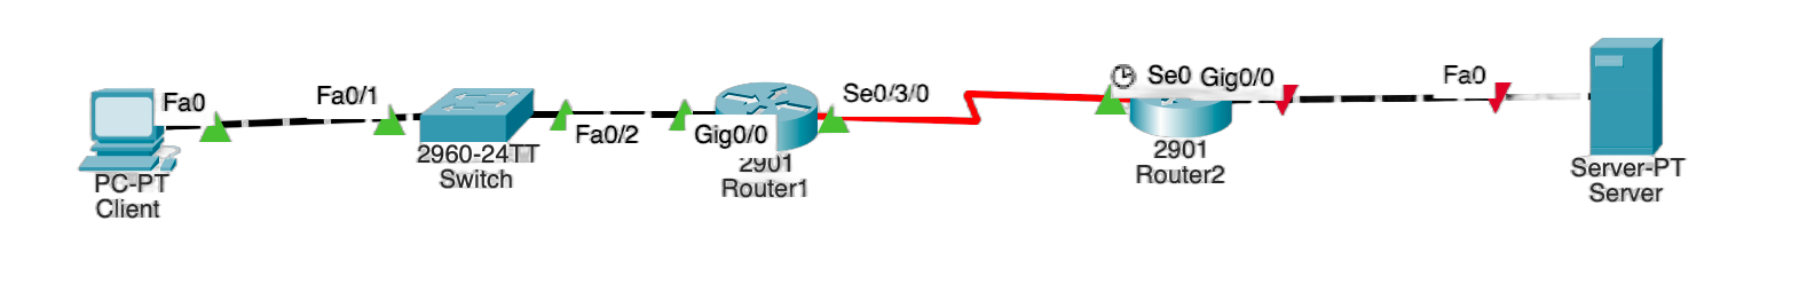 Fa0
PC-PT
Client
Fa0/1
2960-24TT
Switch
Fa0/2
Gig0/0
2901
Router1
Se0/3/0
Se0
Gig0/0
2901
Router2
Fa0
Server-PT
Server